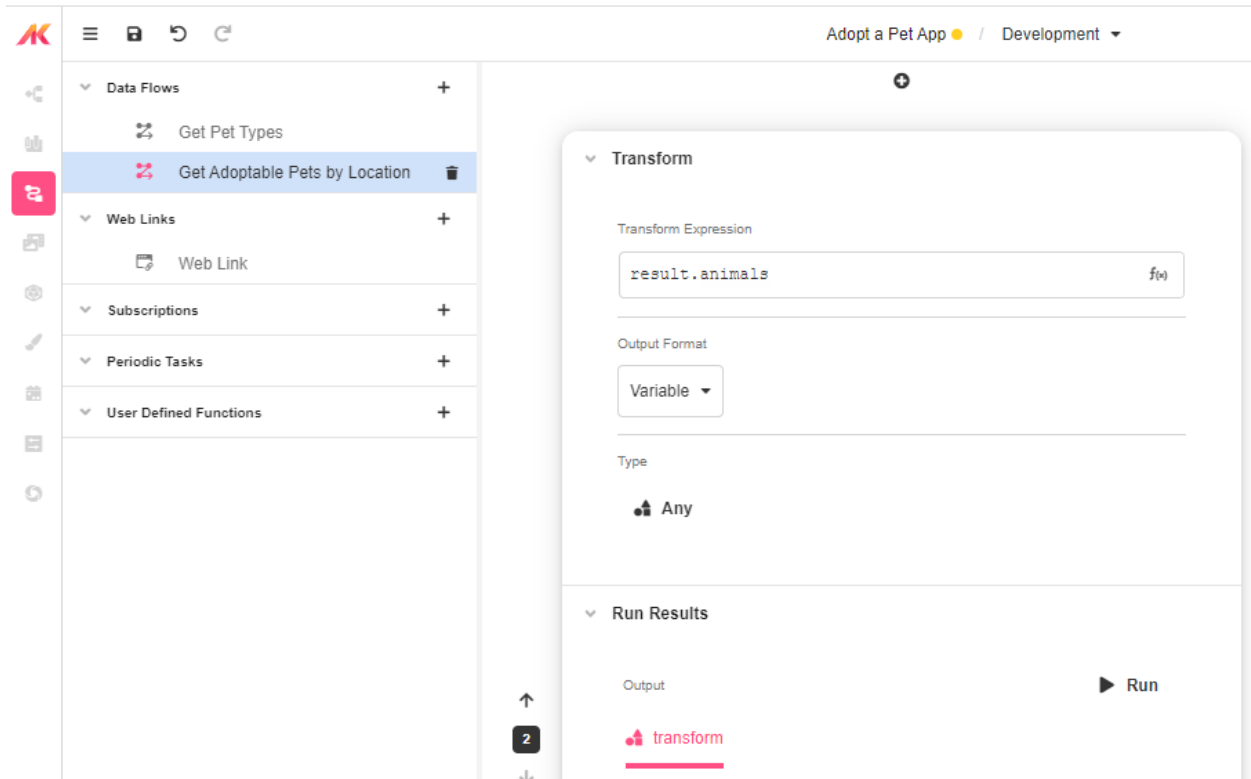 Adopt a Pet App / Development
Data Flows
Get Pet Types
Get Adoptable Pets by Location
Web Links
Web Link
Subscriptions
Periodic Tasks
User Defined Functions
Transform
Transform Expression
result.animals
f(x)
Output Format
Variable
Type
Any
Run Results
Output
Run
2
transform